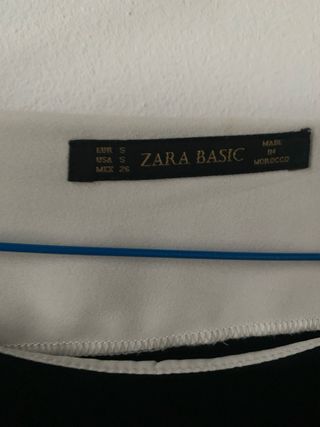 EUR S
USA S
MEX 26
ZARA BASIC
MADE
IN
MOROCCO